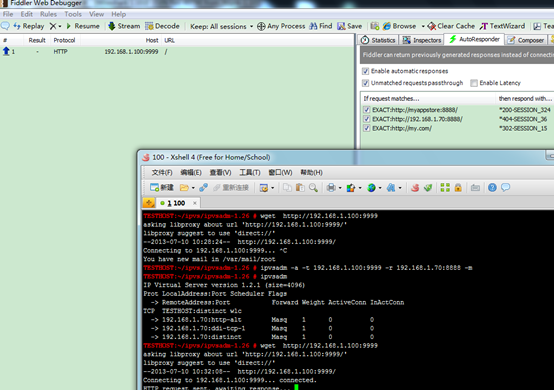 Fiddler Web Debugger
File Edit Rules Tools View Help
Replay X Resume Stream Decode Keep: All sessions Any Process Find Save Browse Clear Cache TextWizard
# Result Protocol Host URL
1 - HTTP 192.168.1.100:9999 /
Statistics Inspectors AutoResponder Composer
Fiddler can return previously generated responses instead of connecting
Enable automatic responses
Unmatched requests passthrough Enable Latency
If request matches... then respond with...
EXACT:http://myappstore:8888/ *200-SESSION_324
EXACT:http://192.168.1.70:8888/ *404-SESSION_36
EXACT:http://my.com/ *302-SESSION_15
100 - Xshell 4 (Free for Home/School)
文件(F) 编辑(E) 查看(V) 工具(T) 窗口(W) 帮助(H)
新建 重新连接
1 100
TESTHOST:~/ipvs/ipvsadm-1.26 # wget http://192.168.1.100:9999
asking libproxy about url 'http://192.168.1.100:9999/'
libproxy suggest to use 'direct://'
--2013-07-10 10:28:24-- http://192.168.1.100:9999/
Connecting to 192.168.1.100:9999... ^C
You have new mail in /var/mail/root
TESTHOST:~/ipvs/ipvsadm-1.26 # ipvsadm -a -t 192.168.1.100:9999 -r 192.168.1.70:8888 -m
TESTHOST:~/ipvs/ipvsadm-1.26 # ipvsadm
IP Virtual Server version 1.2.1 (size=4096)
Prot LocalAddress:Port Scheduler Flags
-> RemoteAddress:Port Forward Weight ActiveConn InActConn
TCP TESTHOST:distinct wlc
-> 192.168.1.70:http-alt Masq 1 0 0
-> 192.168.1.70:ddi-tcp-1 Masq 1 0 0
-> 192.168.1.70:distinct Masq 1 0 0
TESTHOST:~/ipvs/ipvsadm-1.26 # wget http://192.168.1.100:9999
asking libproxy about url 'http://192.168.1.100:9999/'
libproxy suggest to use 'direct://'
--2013-07-10 10:32:08-- http://192.168.1.100:9999/
Connecting to 192.168.1.100:9999... connected.
HTTP request sent, awaiting response...